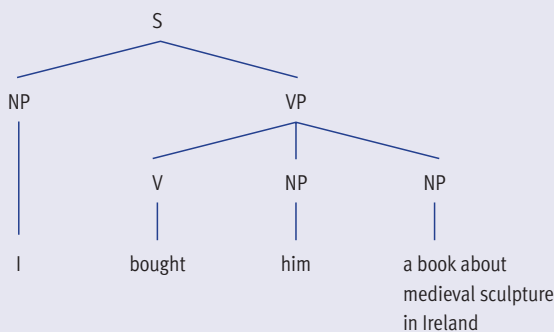 S
NP VP
V NP NP
I bought him a book about
medieval sculpture
in Ireland